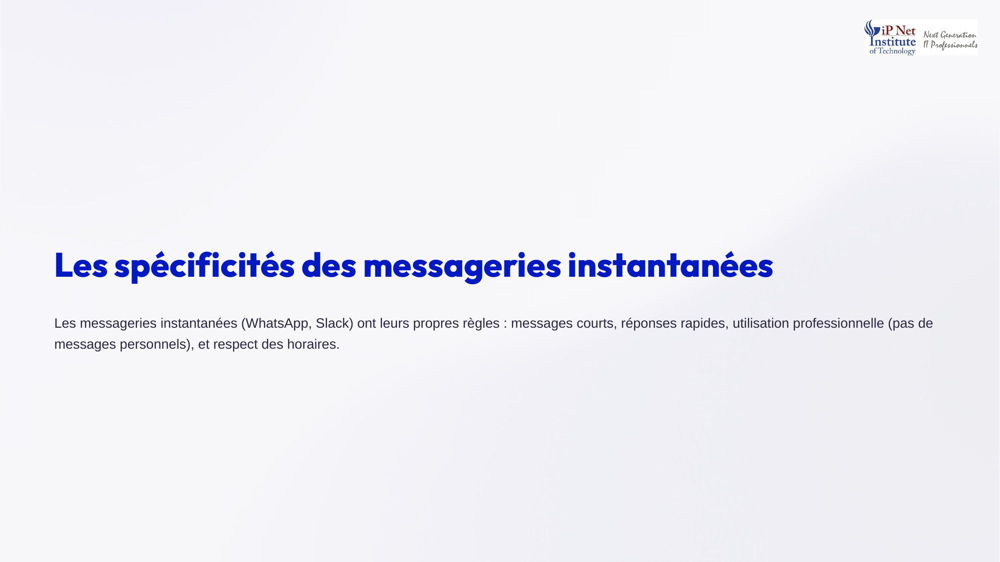 iP Net
Institute
of Technology
Next Generation
IT Professionnels
Les spécificités des messageries instantanées
Les messageries instantanées (WhatsApp, Slack) ont leurs propres règles : messages courts, réponses rapides, utilisation professionnelle (pas de
messages personnels), et respect des horaires.